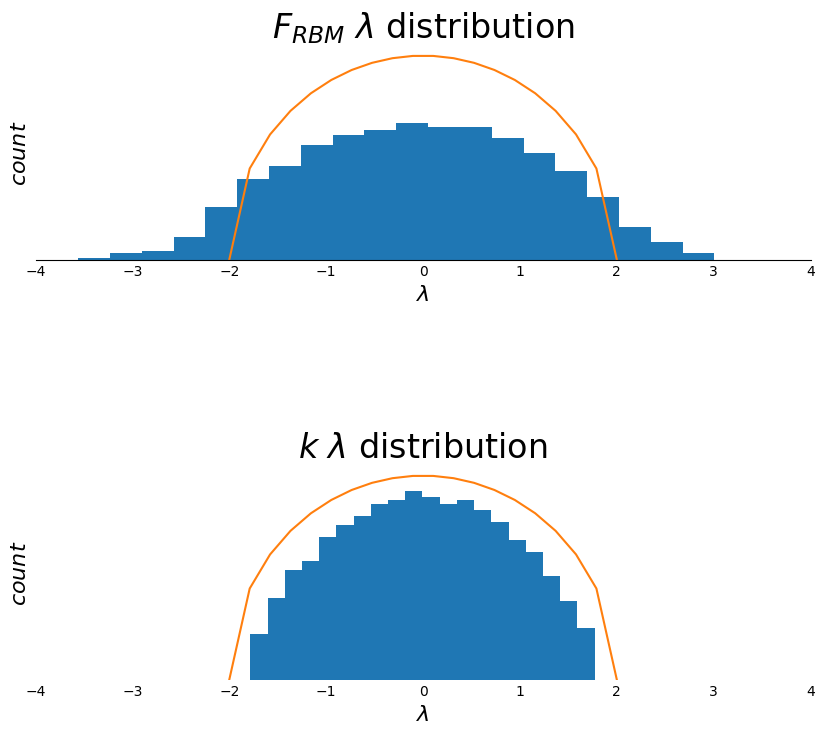 F_RBM λ distribution
count
−4 −3 −2 −1 0 1 2 3 4
λ
k λ distribution
count
−4 −3 −2 −1 0 1 2 3 4
λ